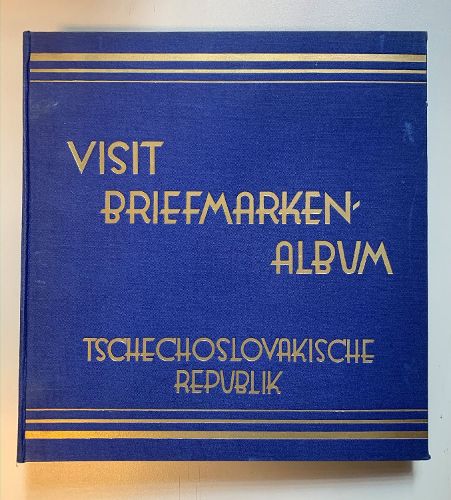 VISIT
BRIEFMARKEN-
ALBUM
TSCHECHOSLOVAKISCHE
REPUBLIK